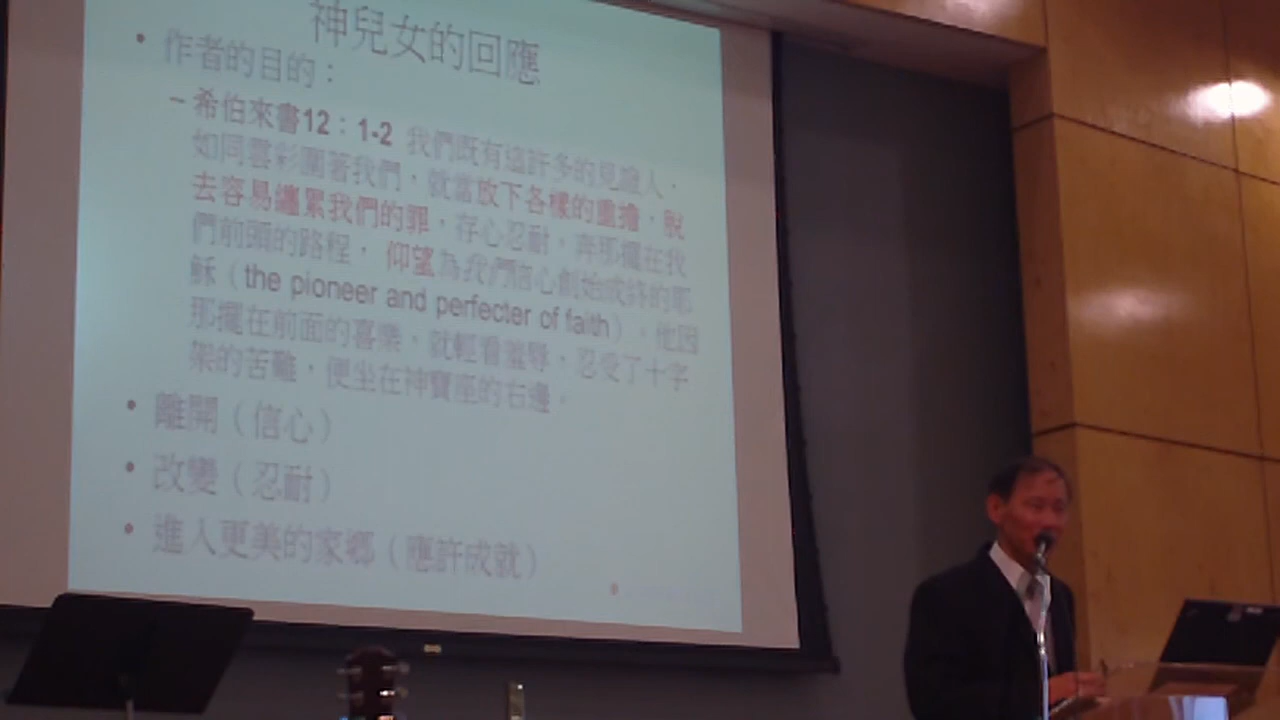 神兒女的回應
• 作者的目的：
– 希伯來書12：1-2 我們既有這許多的見證人，
如同雲彩圍著我們，就當放下各樣的重擔，脫
去容易纏累我們的罪，存心忍耐，奔那擺在我
們前頭的路程， 仰望為我們信心創始成終的耶
穌（the pioneer and perfecter of faith）。他因
那擺在前面的喜樂，就輕看羞辱，忍受了十字
架的苦難，便坐在神寶座的右邊。
• 離開（信心）
• 改變（忍耐）
• 進入更美的家鄉（應許成就）